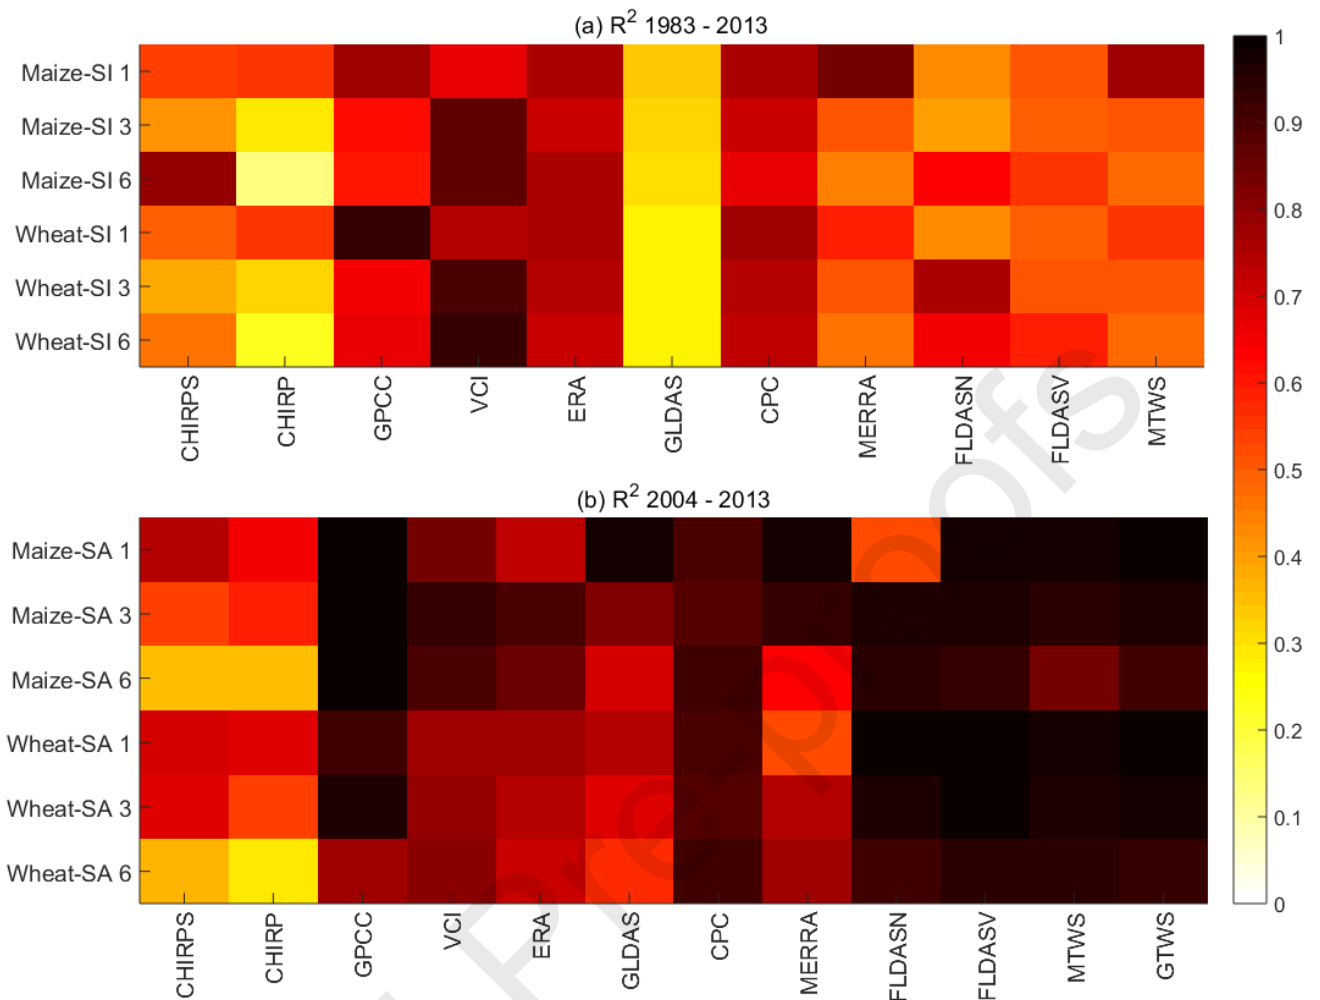 (a) R² 1983 - 2013
Maize-SI 1
Maize-SI 3
Maize-SI 6
Wheat-SI 1
Wheat-SI 3
Wheat-SI 6
CHIRPS
CHIRP
GPCC
VCI
ERA
GLDAS
CPC
MERRA
FLDASN
FLDASV
MTWS
(b) R² 2004 - 2013
Maize-SA 1
Maize-SA 3
Maize-SA 6
Wheat-SA 1
Wheat-SA 3
Wheat-SA 6
CHIRPS
CHIRP
GPCC
VCI
ERA
GLDAS
CPC
MERRA
FLDASN
FLDASV
MTWS
GTWS
1
0.9
0.8
0.7
0.6
0.5
0.4
0.3
0.2
0.1
0
Pre-proofs